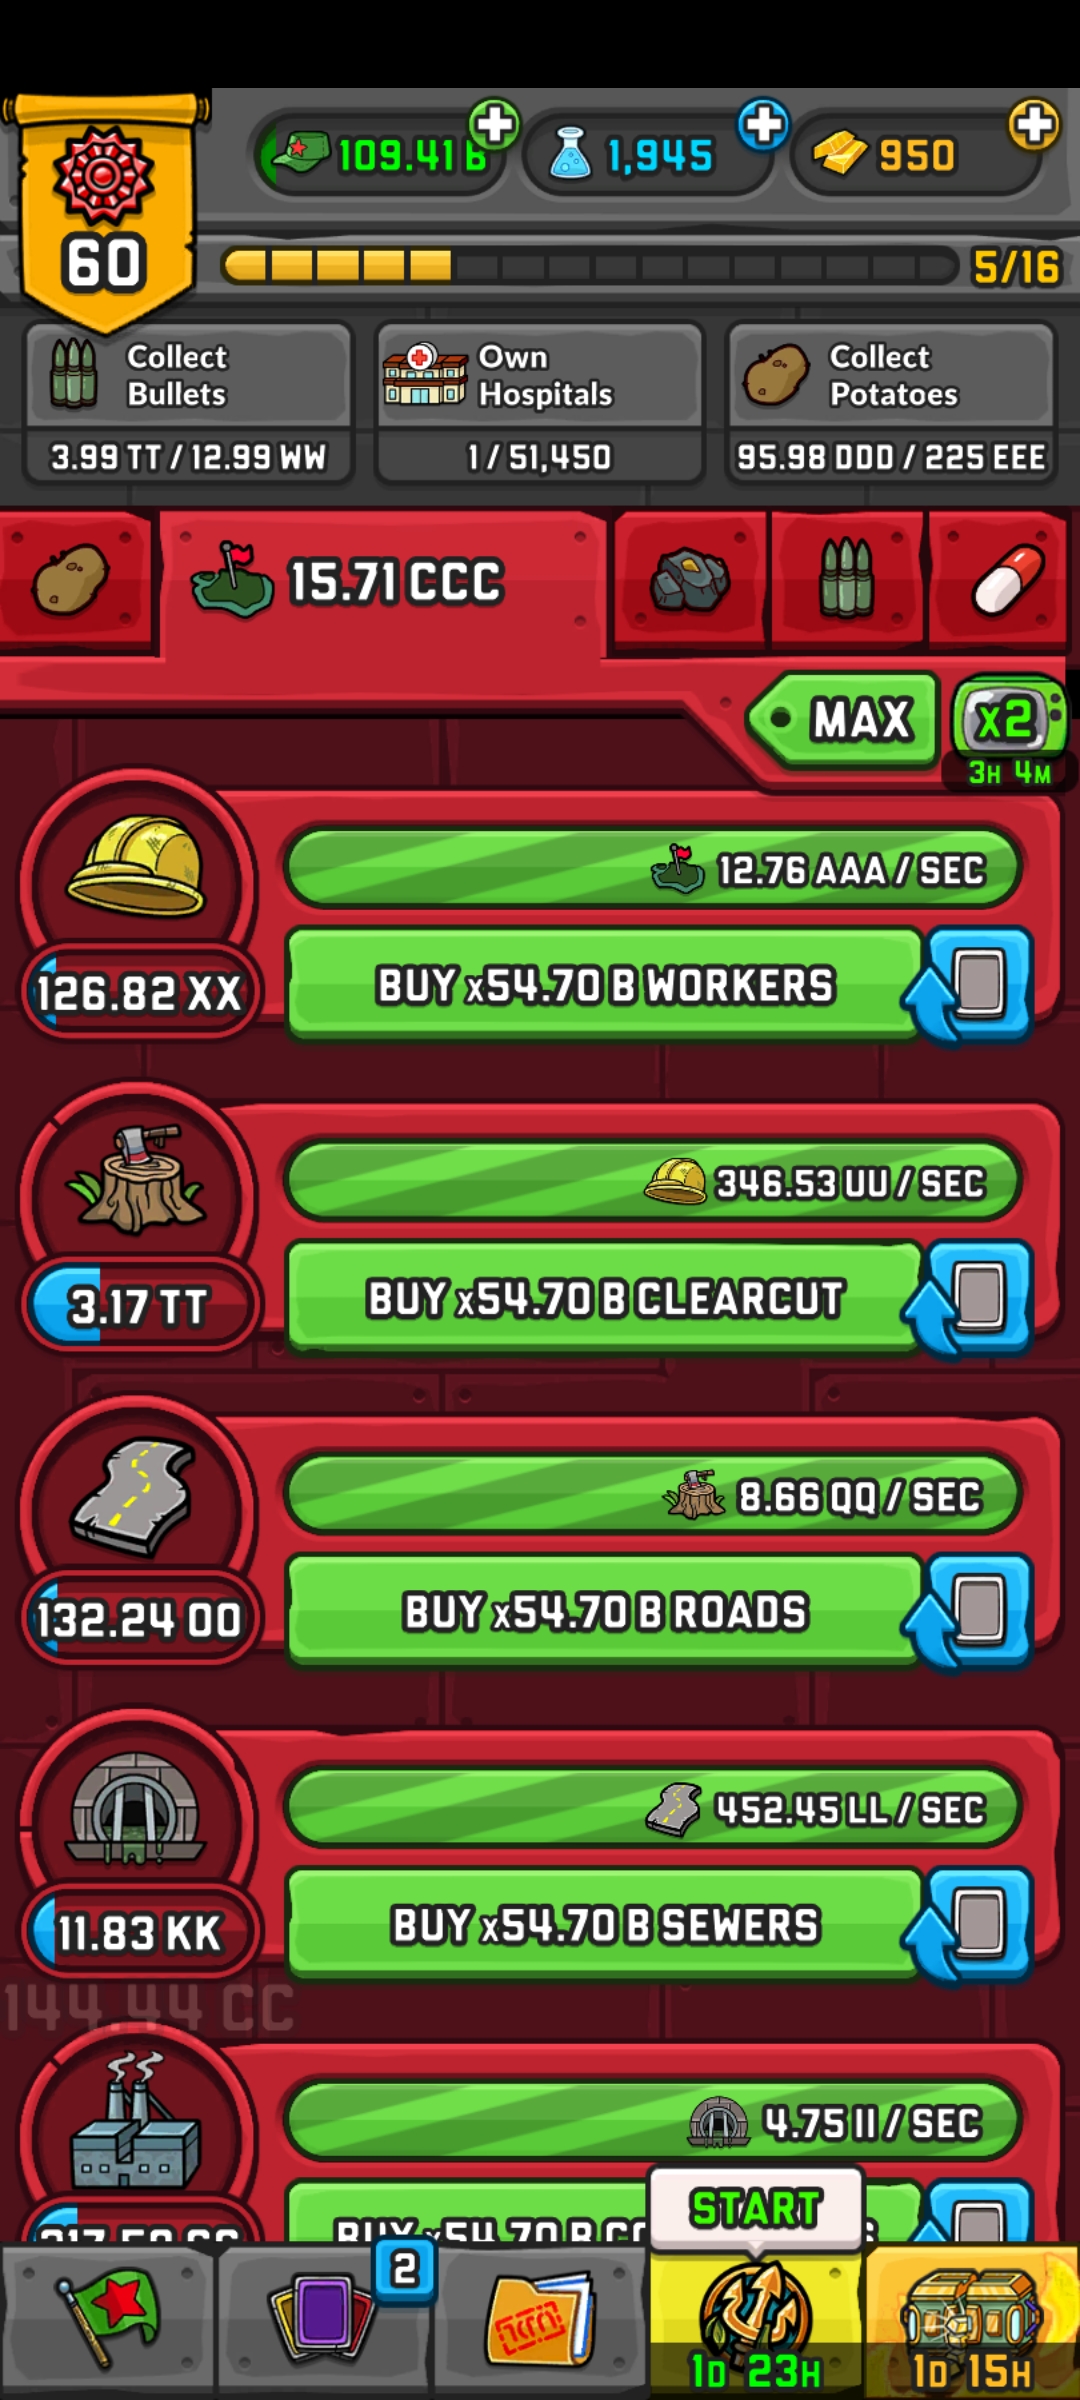 109.41 B
1,945
950
60
5/16
Collect
Bullets
3.99 TT / 12.99 WW
Own
Hospitals
1 / 51,450
Collect
Potatoes
95.98 DDD / 225 EEE
15.71 CCC
MAX
x2
3H 4M
12.76 AAA / SEC
126.82 XX
BUY x54.70 B WORKERS
346.53 UU / SEC
3.17 TT
BUY x54.70 B CLEARCUT
8.66 QQ / SEC
132.24 OO
BUY x54.70 B ROADS
452.45 LL / SEC
11.83 KK
BUY x54.70 B SEWERS
144.44 CC
4.75 II / SEC
BUY x54.70 B
START
2
1D 23H
1D 15H